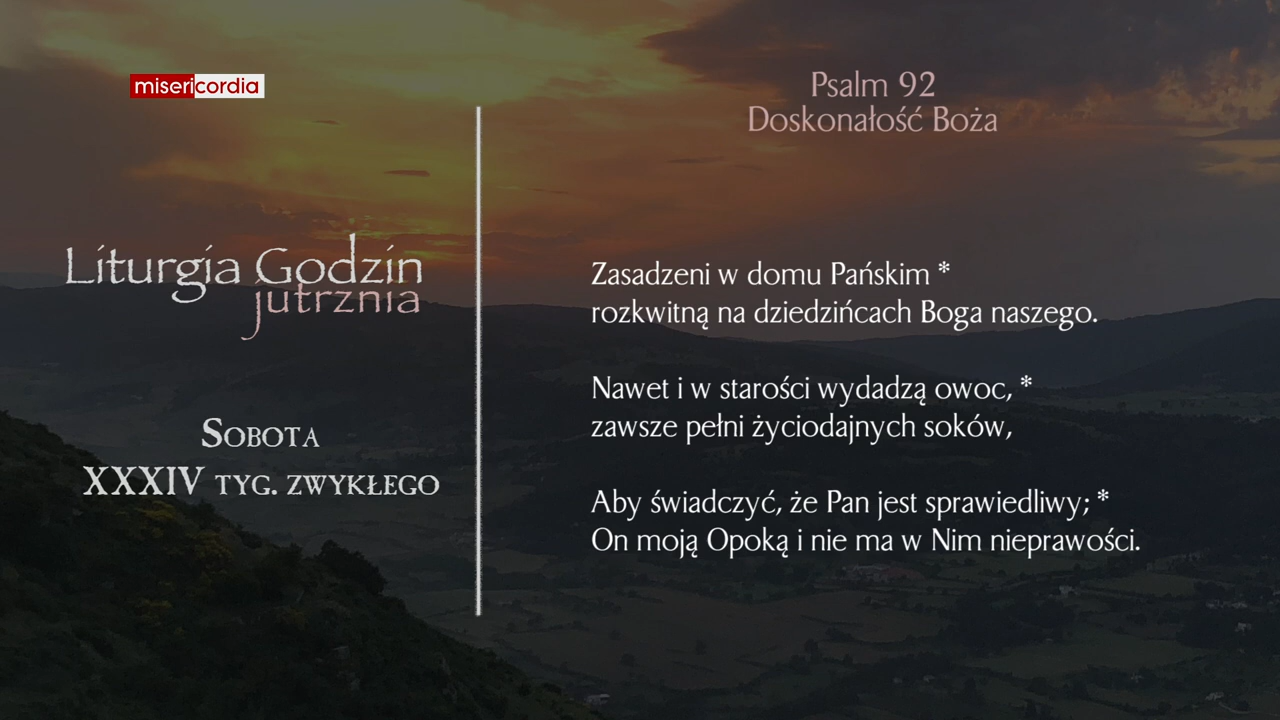 misericordia
Liturgia Godzin
jutrznia
Sobota
XXXIV tyg. zwykłego
Psalm 92
Doskonałość Boża
Zasadzeni w domu Pańskim *
rozkwitną na dziedzińcach Boga naszego.
Nawet i w starości wydadzą owoc, *
zawsze pełni życiodajnych soków,
Aby świadczyć, że Pan jest sprawiedliwy; *
On moją Opoką i nie ma w Nim nieprawości.